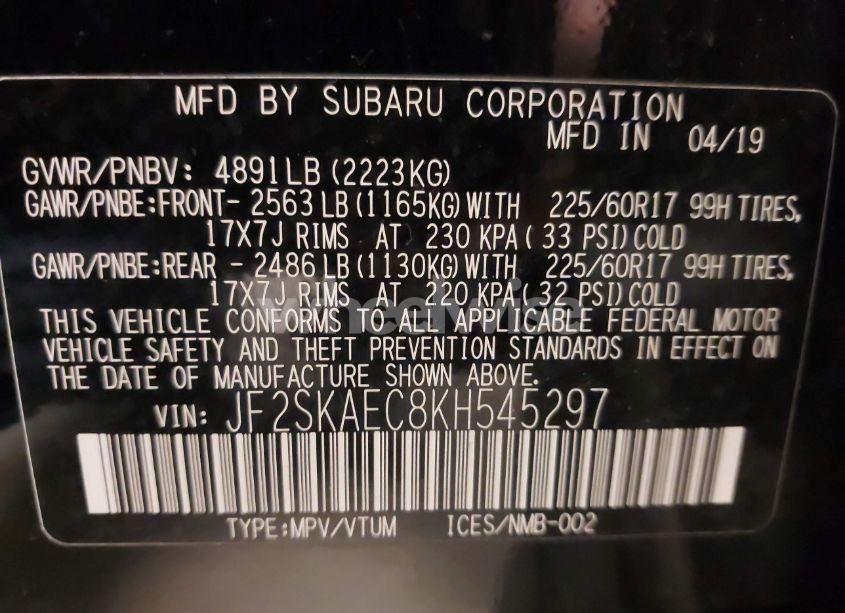 MFD BY SUBARU CORPORATION
MFD IN 04/19
GVWR/PNBV: 4891LB (2223KG)
GAWR/PNBE:FRONT- 2563 LB (1165KG) WITH 225/60R17 99H TIRES,
17X7J RIMS AT 230 KPA ( 33 PSI) COLD
GAWR/PNBE:REAR - 2486 LB (1130KG) WITH 225/60R17 99H TIRES,
17X7J RIMS AT 220 KPA ( 32 PSI) COLD
THIS VEHICLE CONFORMS TO ALL APPLICABLE FEDERAL MOTOR
VEHICLE SAFETY AND THEFT PREVENTION STANDARDS IN EFFECT ON
THE DATE OF MANUFACTURE SHOWN ABOVE.
VIN: JF2SKAEC8KH545297
TYPE:MPV/VTUM ICES/NMB-002